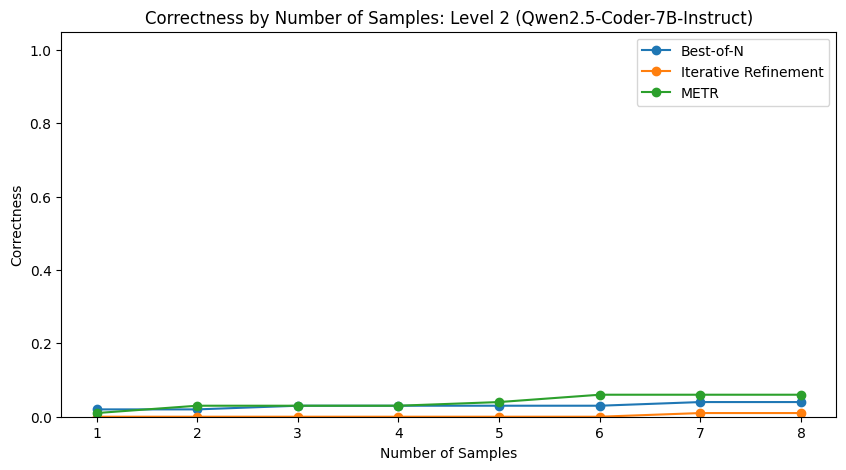 Correctness by Number of Samples: Level 2 (Qwen2.5-Coder-7B-Instruct)
Best-of-N
Iterative Refinement
METR
1.0
0.8
0.6
0.4
0.2
0.0
Correctness
1 2 3 4 5 6 7 8
Number of Samples